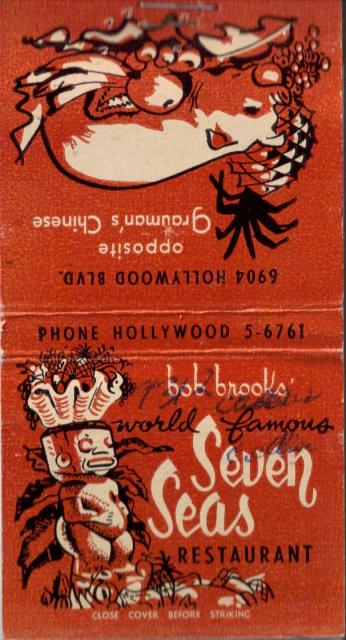 6904 HOLLYWOOD BLVD.
opposite
grauman's Chinese
PHONE HOLLYWOOD 5-6761
bob brooks'
world famous
Seven
Seas
RESTAURANT
CLOSE COVER BEFORE STRIKING